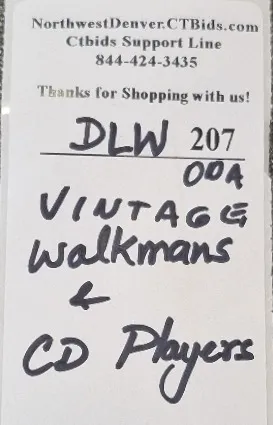 NorthwestDenver.CTBids.com
Ctbids Support Line
844-424-3435
Thanks for Shopping with us!
DLW 207
ODA
VINTAGE
Walkmans
&
CD Players